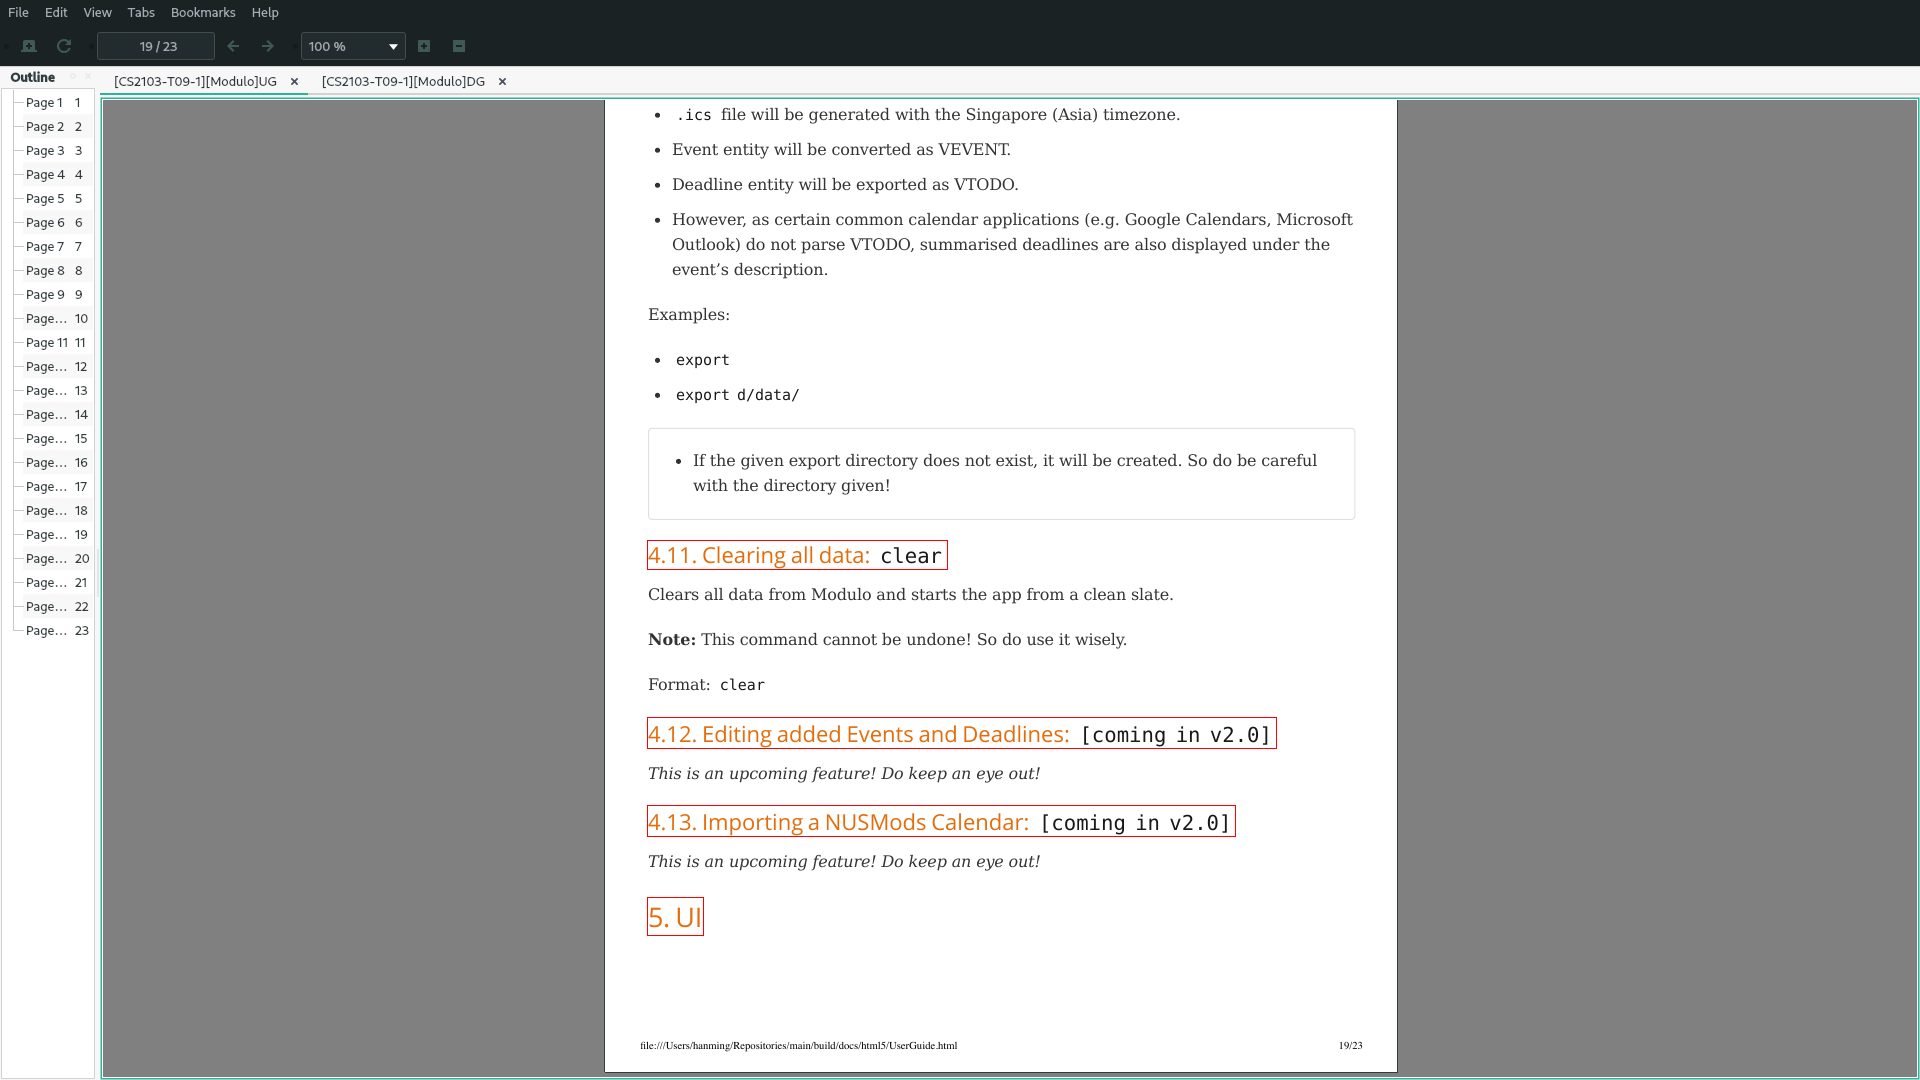 File Edit View Tabs Bookmarks Help
19 / 23
100 %
Outline
[CS2103-T09-1][Modulo]UG
[CS2103-T09-1][Modulo]DG
Page 1 1
Page 2 2
Page 3 3
Page 4 4
Page 5 5
Page 6 6
Page 7 7
Page 8 8
Page 9 9
Page... 10
Page 11 11
Page... 12
Page... 13
Page... 14
Page... 15
Page... 16
Page... 17
Page... 18
Page... 19
Page... 20
Page... 21
Page... 22
Page... 23
• .ics file will be generated with the Singapore (Asia) timezone.
• Event entity will be converted as VEVENT.
• Deadline entity will be exported as VTODO.
• However, as certain common calendar applications (e.g. Google Calendars, Microsoft
Outlook) do not parse VTODO, summarised deadlines are also displayed under the
event’s description.
Examples:
• export
• export d/data/
• If the given export directory does not exist, it will be created. So do be careful
with the directory given!
4.11. Clearing all data: clear
Clears all data from Modulo and starts the app from a clean slate.
Note: This command cannot be undone! So do use it wisely.
Format: clear
4.12. Editing added Events and Deadlines: [coming in v2.0]
This is an upcoming feature! Do keep an eye out!
4.13. Importing a NUSMods Calendar: [coming in v2.0]
This is an upcoming feature! Do keep an eye out!
5. UI
file:///Users/hanming/Repositories/main/build/docs/html5/UserGuide.html
19/23